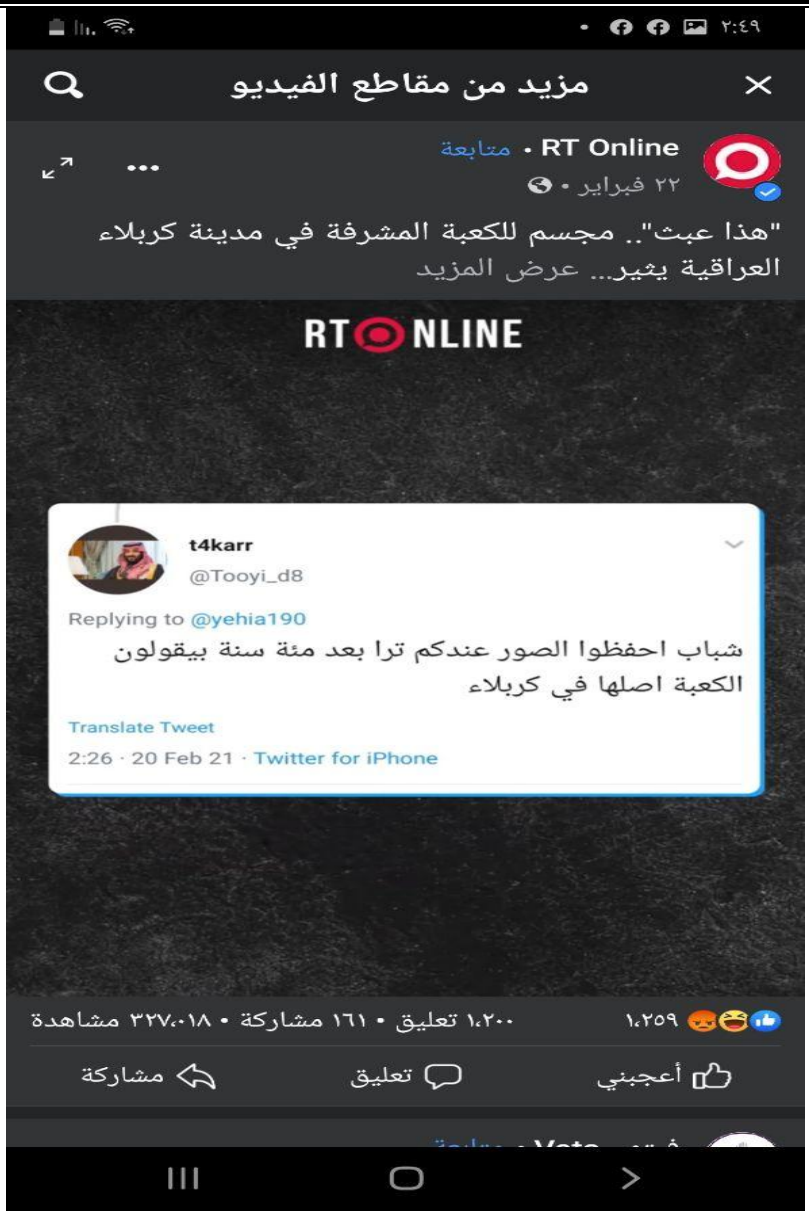 ٢:٤٩
مزيد من مقاطع الفيديو
RT Online • متابعة
٢٢ فبراير •
"هذا عبث".. مجسم للكعبة المشرفة في مدينة كربلاء
العراقية يثير... عرض المزيد
RT ONLINE
t4karr
@Tooyi_d8
Replying to @yehia190
شباب احفظوا الصور عندكم ترا بعد مئة سنة بيقولون
الكعبة اصلها في كربلاء
Translate Tweet
2:26 · 20 Feb 21 · Twitter for iPhone
١٬٢٥٩
١٬٢٠٠ تعليق • ١٦١ مشاركة • ٣٢٧٬٠١٨ مشاهدة
أعجبني
تعليق
مشاركة